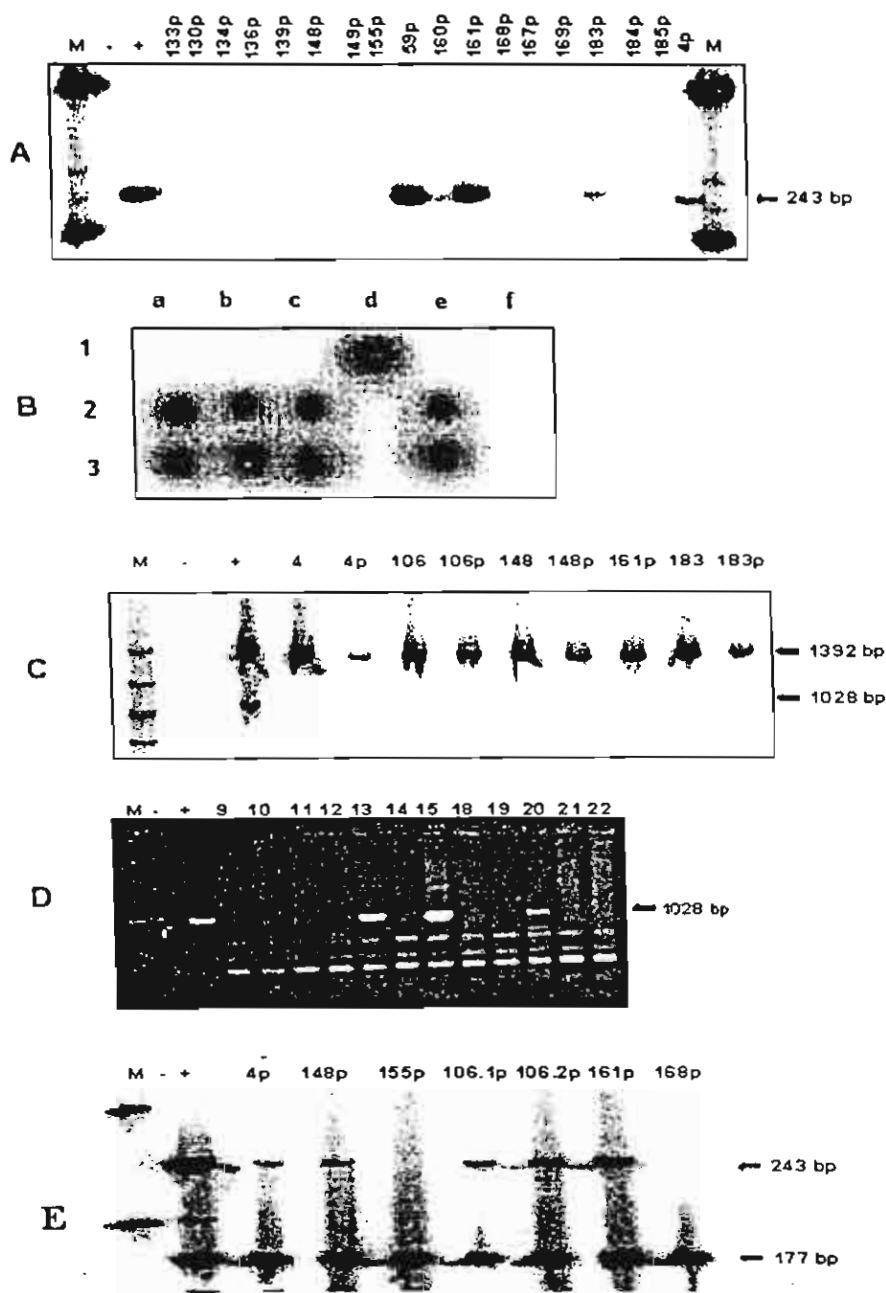 M - + 133p 130p 134p 136p 139p 148p 149p 155p 59p 160p 161p 168p 167p 169p 183p 184p 185p 4p M
A
243 bp
a b c d e f
1
B 2
3
M - + 4 4p 106 106p 148 148p 161p 183 183p
C
1392 bp
1028 bp
M - + 9 10 11 12 13 14 15 18 19 20 21 22
D
1028 bp
M - + 4p 148p 155p 106.1p 106.2p 161p 168p
243 bp
E
177 bp